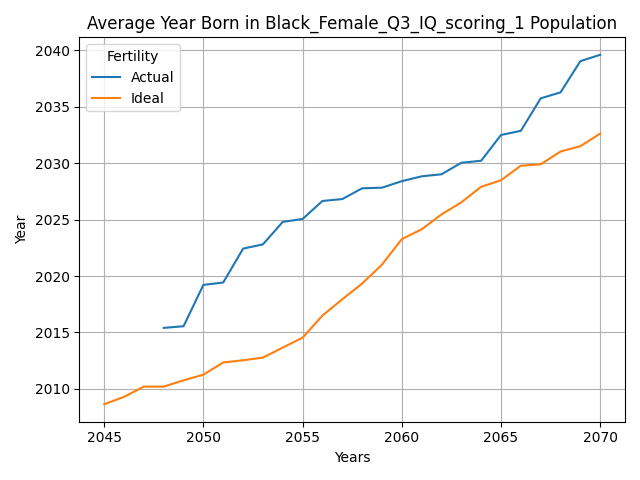 Average Year Born in Black_Female_Q3_IQ_scoring_1 Population
Fertility
Actual
Ideal
Year
2040
2035
2030
2025
2020
2015
2010
2045 2050 2055 2060 2065 2070
Years